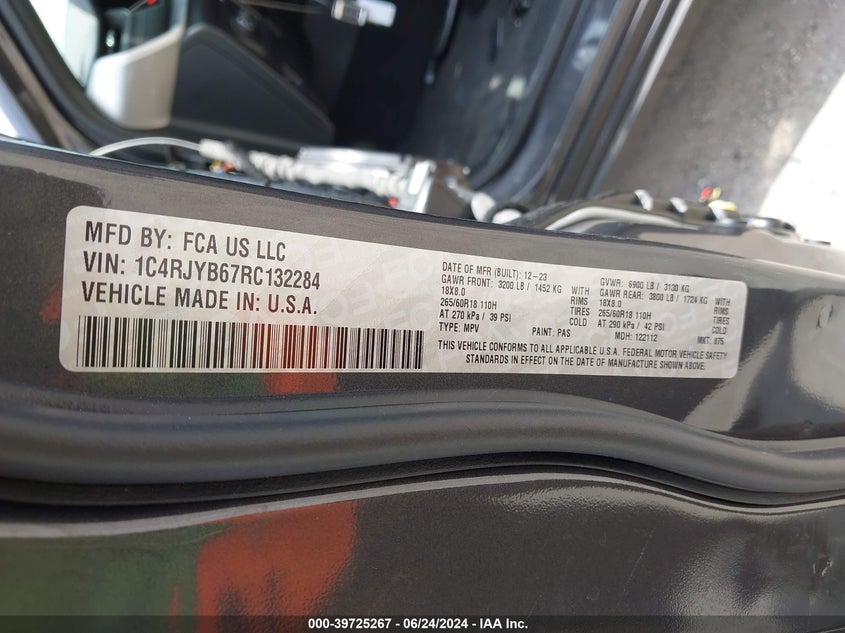 MFD BY: FCA US LLC
VIN: 1C4RJYB67RC132284
VEHICLE MADE IN: U.S.A.
DATE OF MFR (BUILT): 12-23
GAWR FRONT: 3200 LB / 1452 KG WITH
18X8.0 RIMS
265/60R18 110H TIRES
AT 270 kPa / 39 PSI COLD
TYPE: MPV PAINT: PAS
GVWR: 6900 LB / 3130 KG
GAWR REAR: 3800 LB / 1724 KG WITH
18X8.0 RIMS
265/60R18 110H TIRES
AT 290 kPa / 42 PSI COLD
MDH: 122112 MKT: 875
THIS VEHICLE CONFORMS TO ALL APPLICABLE U.S.A. FEDERAL MOTOR VEHICLE SAFETY
STANDARDS IN EFFECT ON THE DATE OF MANUFACTURE SHOWN ABOVE.
000-39725267 - 06/24/2024 - IAA Inc.